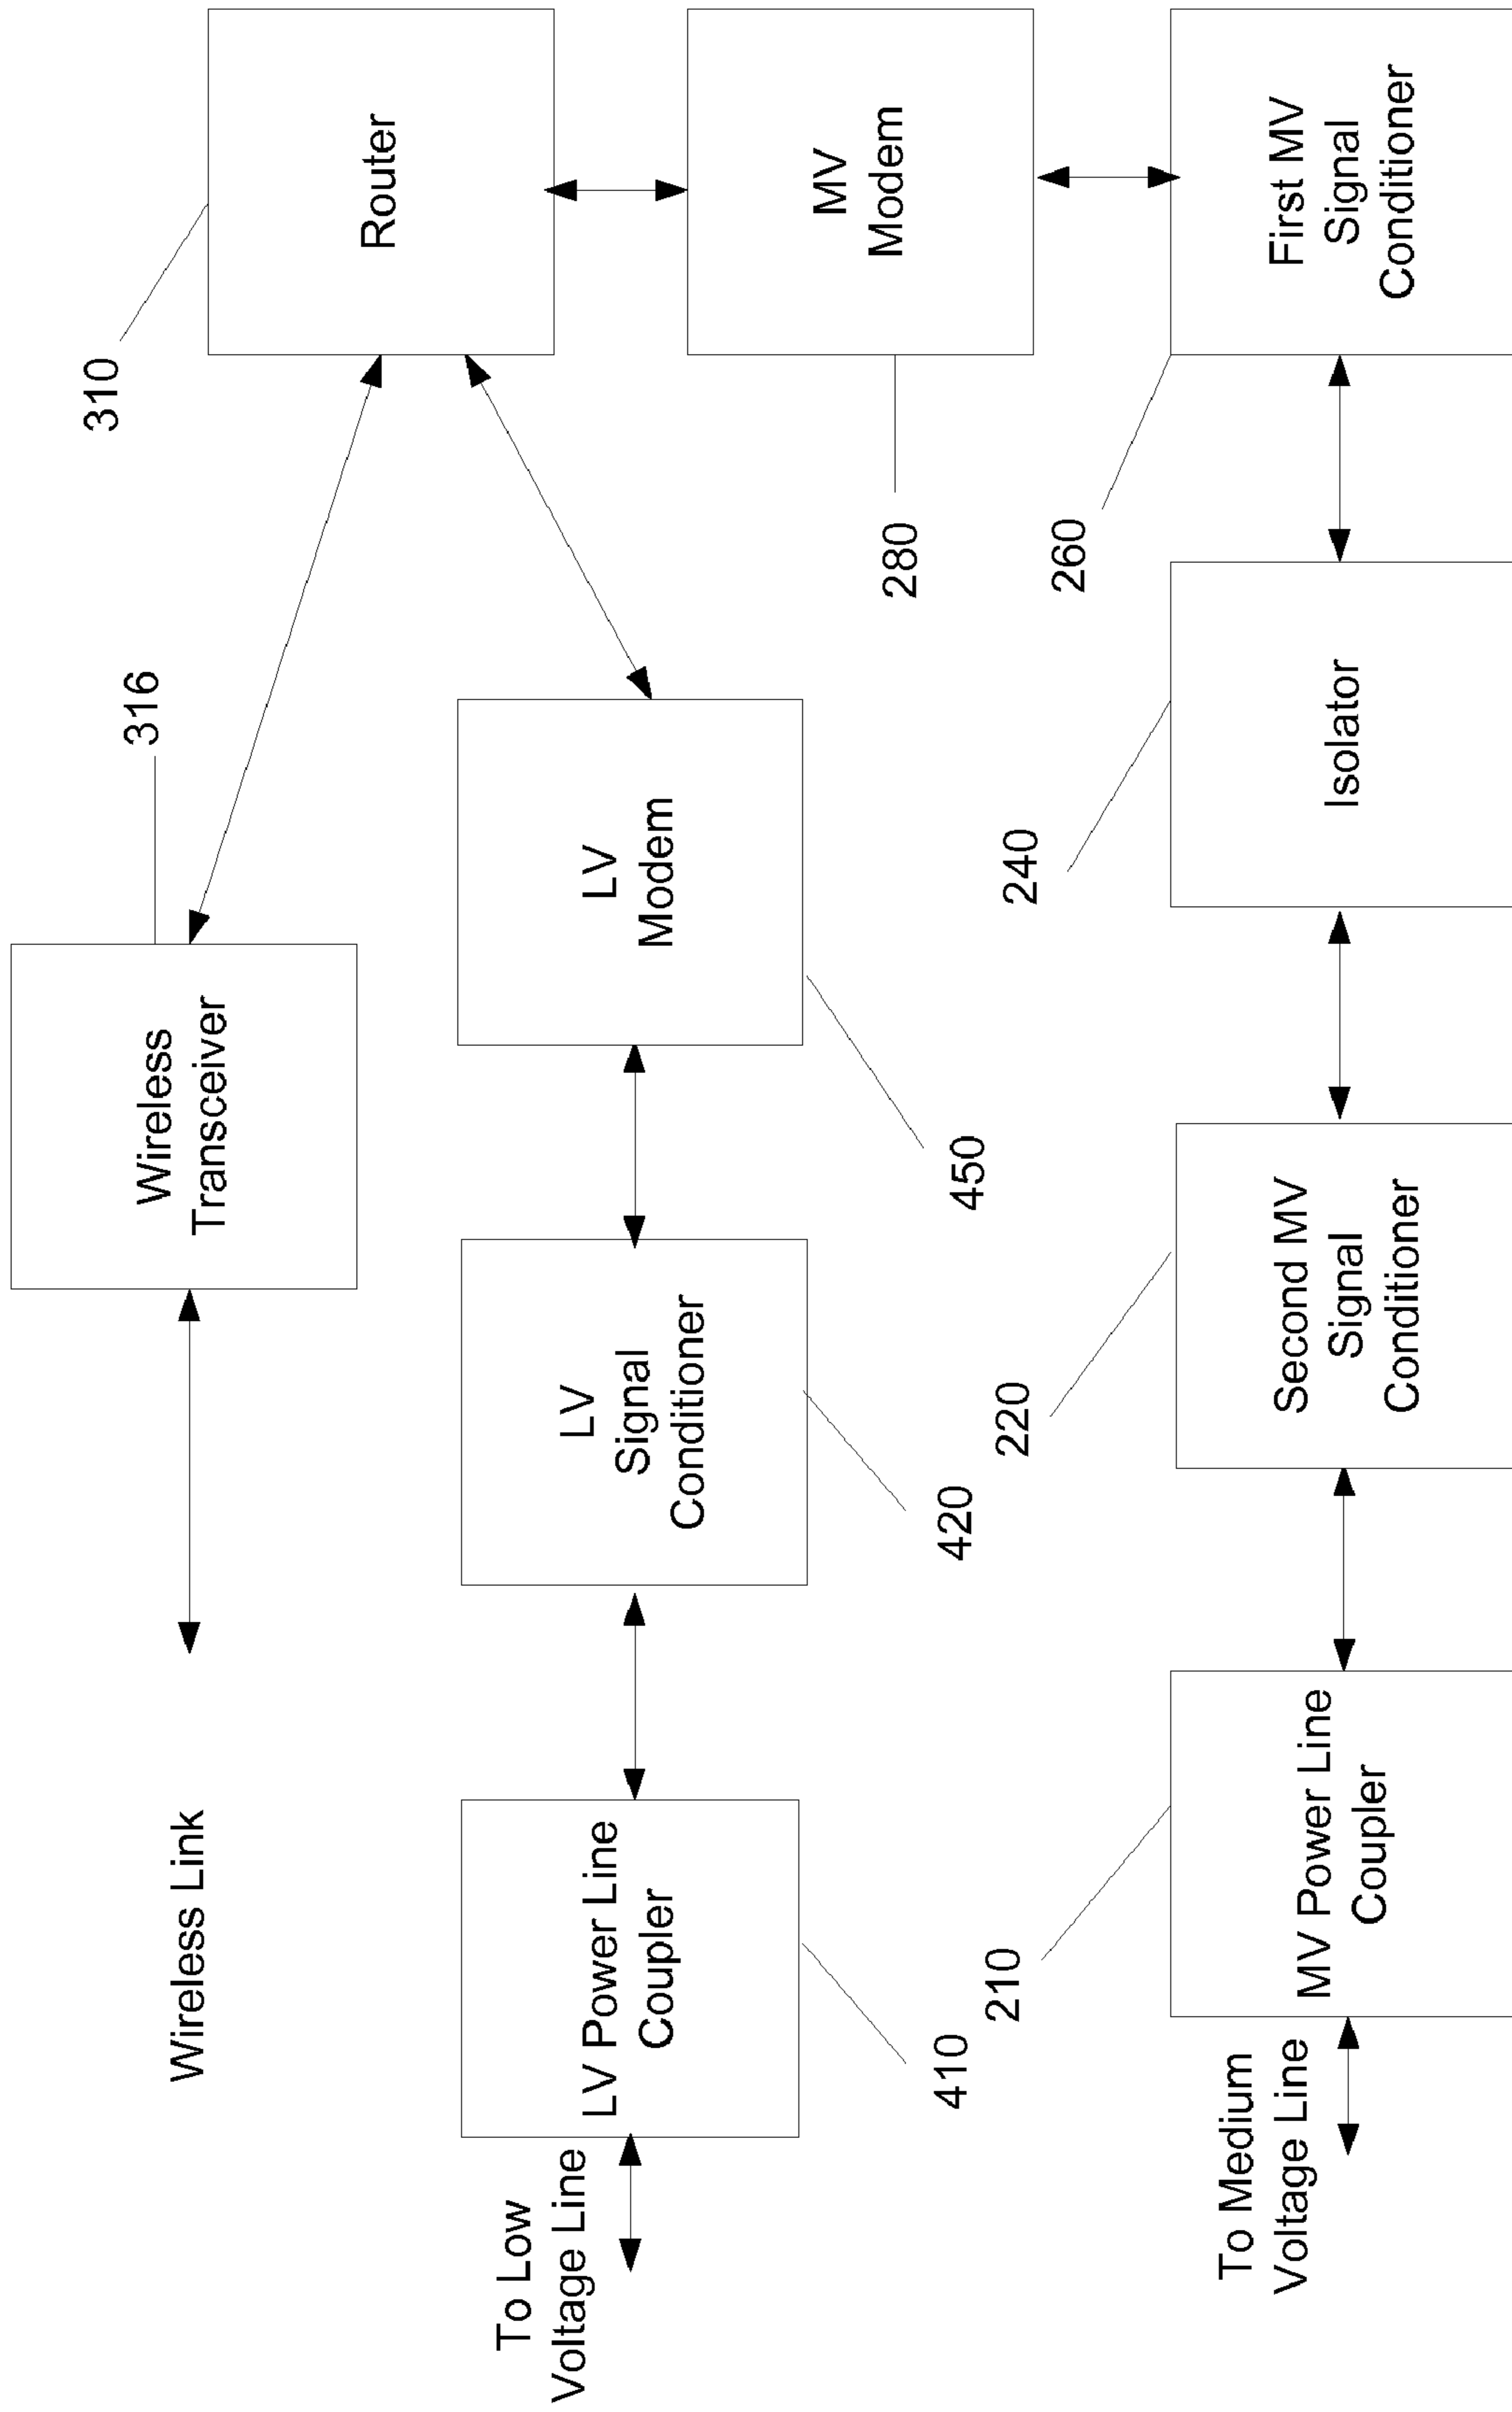 Wireless Link
Wireless
Transceiver
316
310
Router
To Low
Voltage Line
LV Power Line
Coupler
410
LV
Signal
Conditioner
420
LV
Modem
450
MV
Modem
280
To Medium
Voltage Line
MV Power Line
Coupler
210
Second MV
Signal
Conditioner
220
Isolator
240
First MV
Signal
Conditioner
260